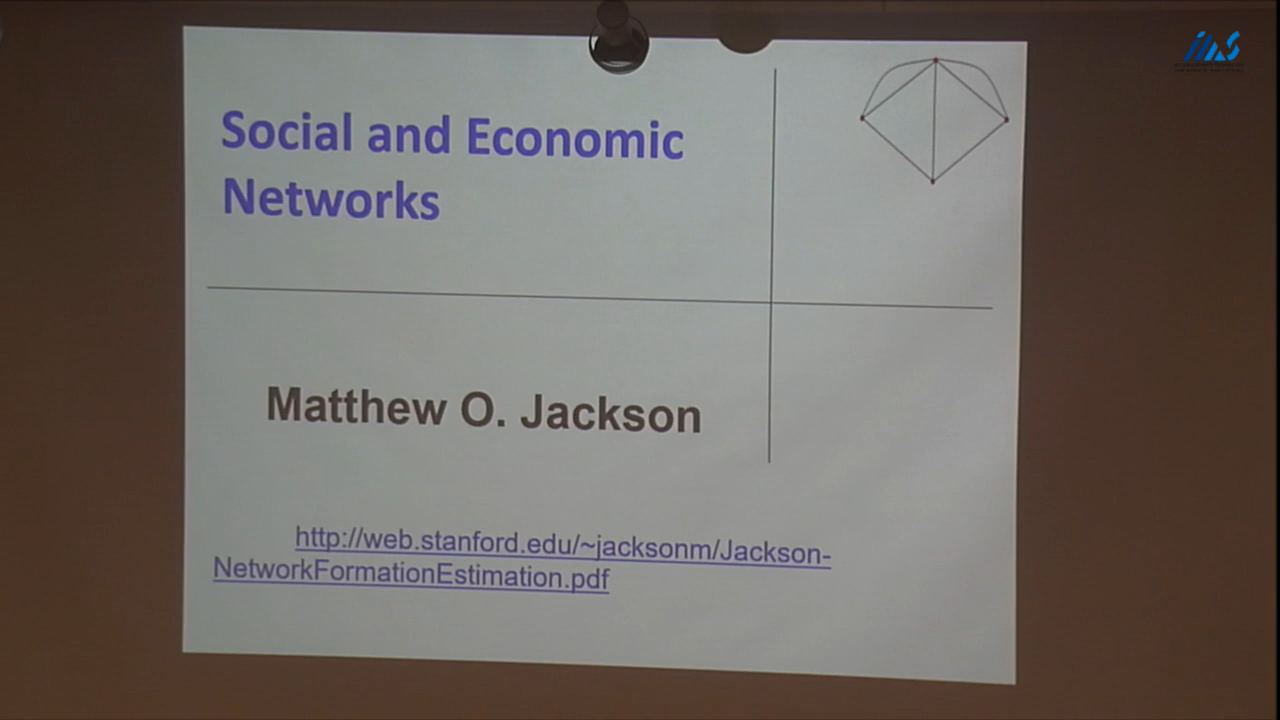 Social and Economic
Networks
Matthew O. Jackson
http://web.stanford.edu/~jacksonm/Jackson-
NetworkFormationEstimation.pdf